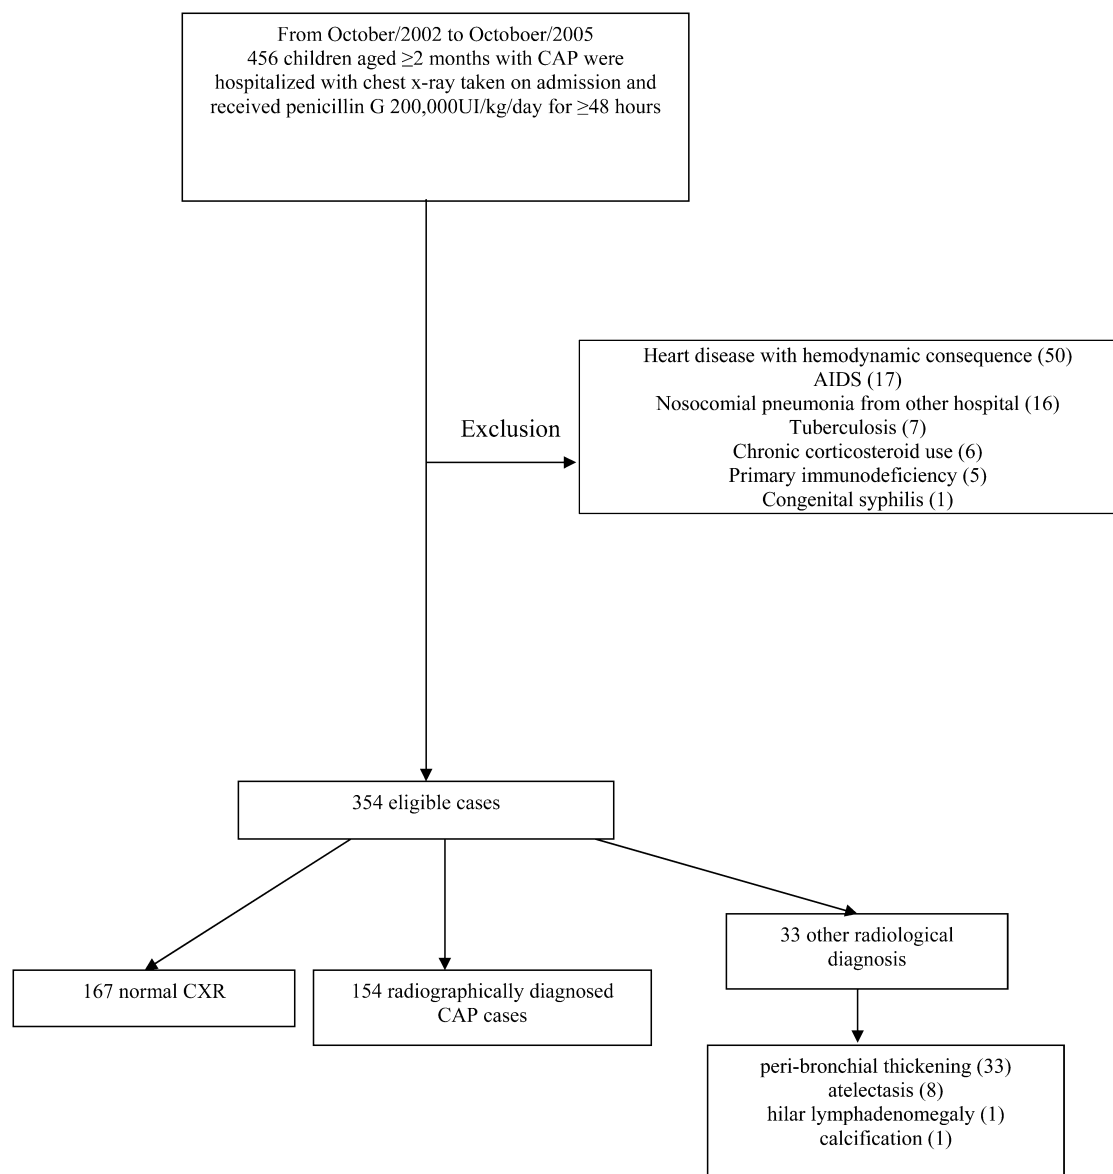 From October/2002 to Octoboer/2005
456 children aged ≥2 months with CAP were
hospitalized with chest x-ray taken on admission and
received penicillin G 200,000UI/kg/day for ≥48 hours
Heart disease with hemodynamic consequence (50)
AIDS (17)
Nosocomial pneumonia from other hospital (16)
Tuberculosis (7)
Chronic corticosteroid use (6)
Primary immunodeficiency (5)
Congenital syphilis (1)
Exclusion
354 eligible cases
167 normal CXR
154 radiographically diagnosed
CAP cases
33 other radiological
diagnosis
peri-bronchial thickening (33)
atelectasis (8)
hilar lymphadenomegaly (1)
calcification (1)